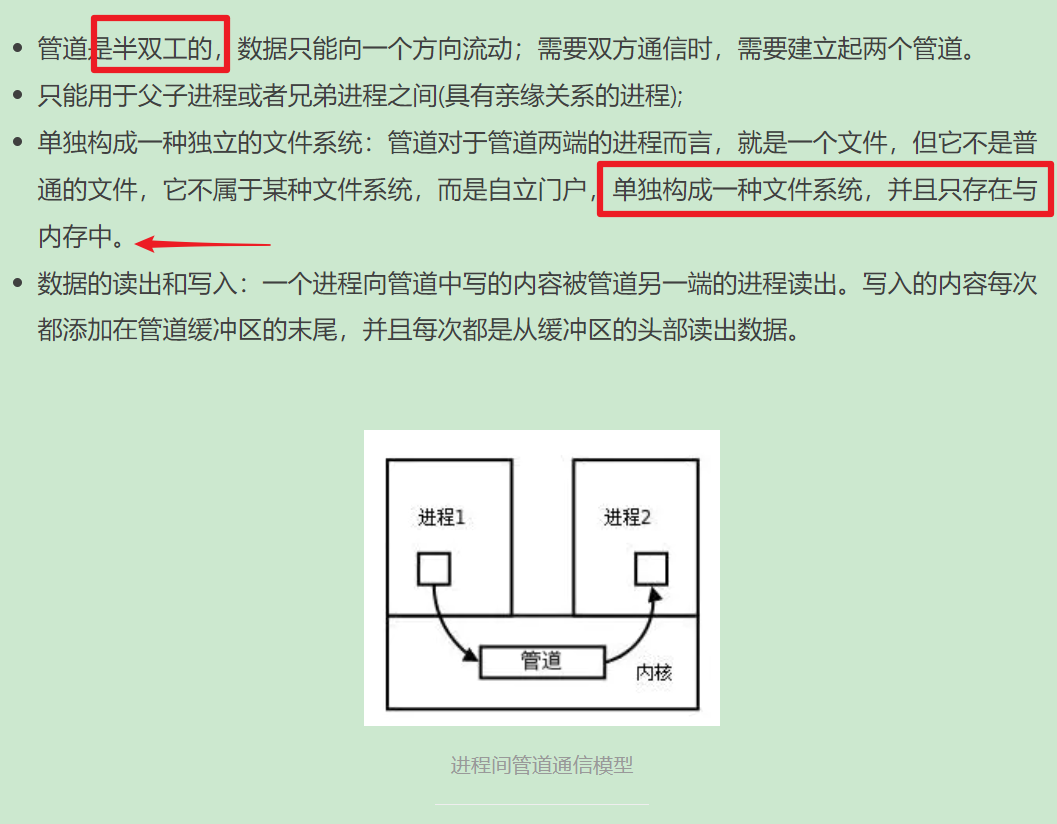 管道是半双工的，数据只能向一个方向流动；需要双方通信时，需要建立起两个管道。
只能用于父子进程或者兄弟进程之间(具有亲缘关系的进程);
单独构成一种独立的文件系统：管道对于管道两端的进程而言，就是一个文件，但它不是普
通的文件，它不属于某种文件系统，而是自立门户，单独构成一种文件系统，并且只存在与
内存中。
数据的读出和写入：一个进程向管道中写的内容被管道另一端的进程读出。写入的内容每次
都添加在管道缓冲区的末尾，并且每次都是从缓冲区的头部读出数据。
进程1
进程2
管道
内核
进程间管道通信模型